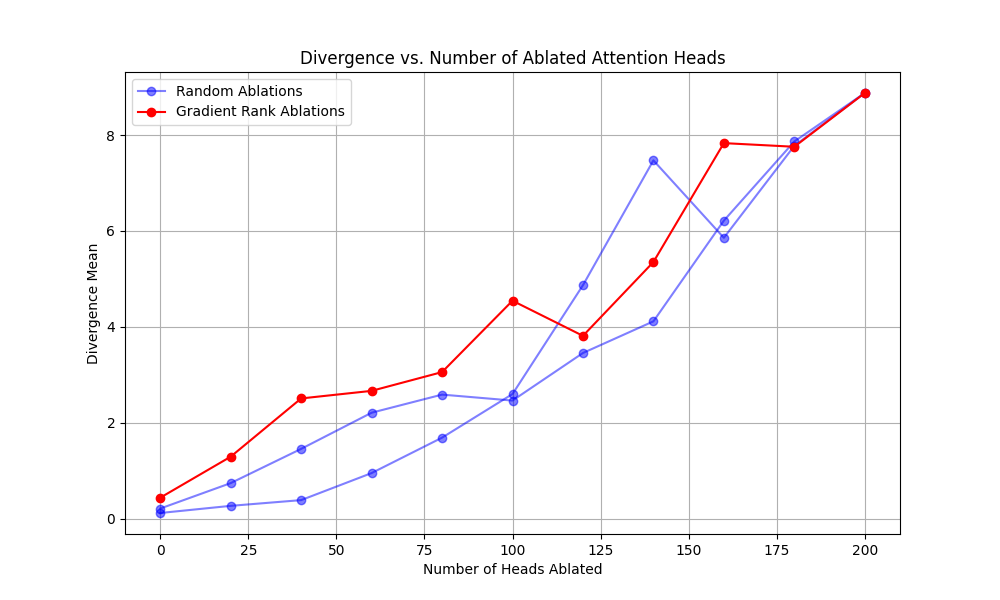 Divergence vs. Number of Ablated Attention Heads
Random Ablations
Gradient Rank Ablations
Divergence Mean
8
6
4
2
0
0 25 50 75 100 125 150 175 200
Number of Heads Ablated